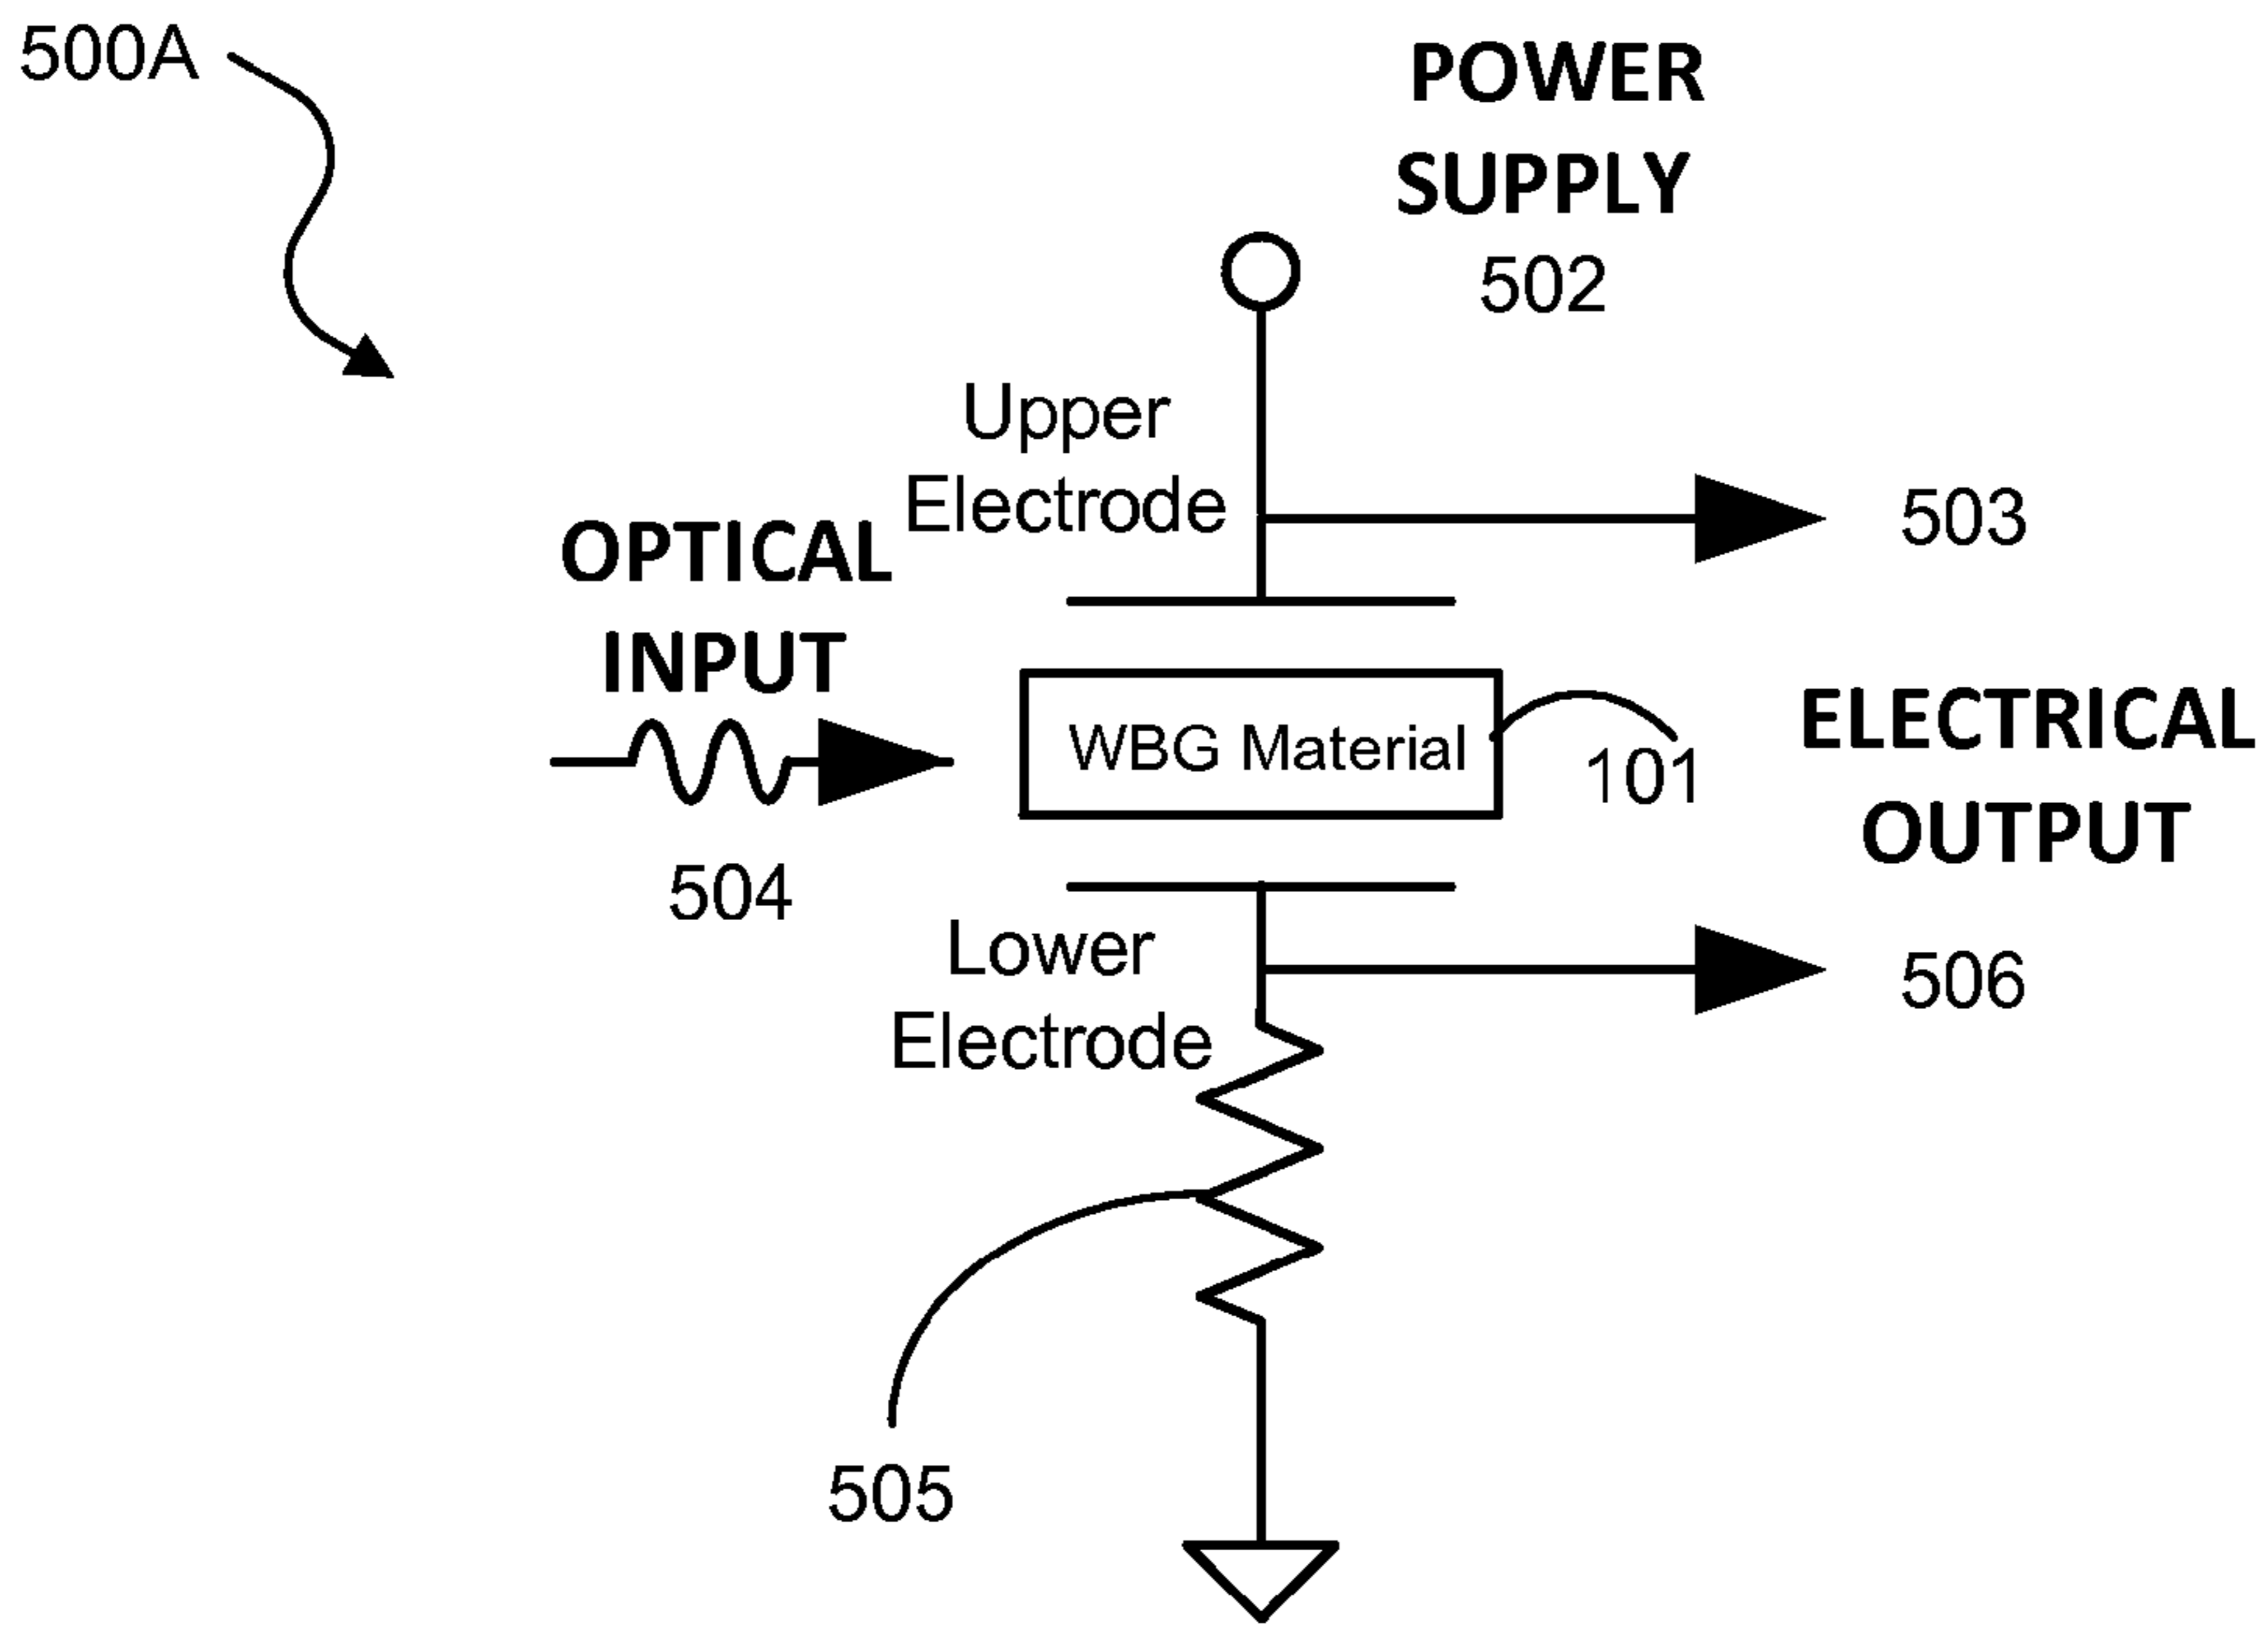 500A
POWER
SUPPLY
502
Upper
Electrode
503
OPTICAL
INPUT
504
WBG Material
101
ELECTRICAL
OUTPUT
506
Lower
Electrode
505